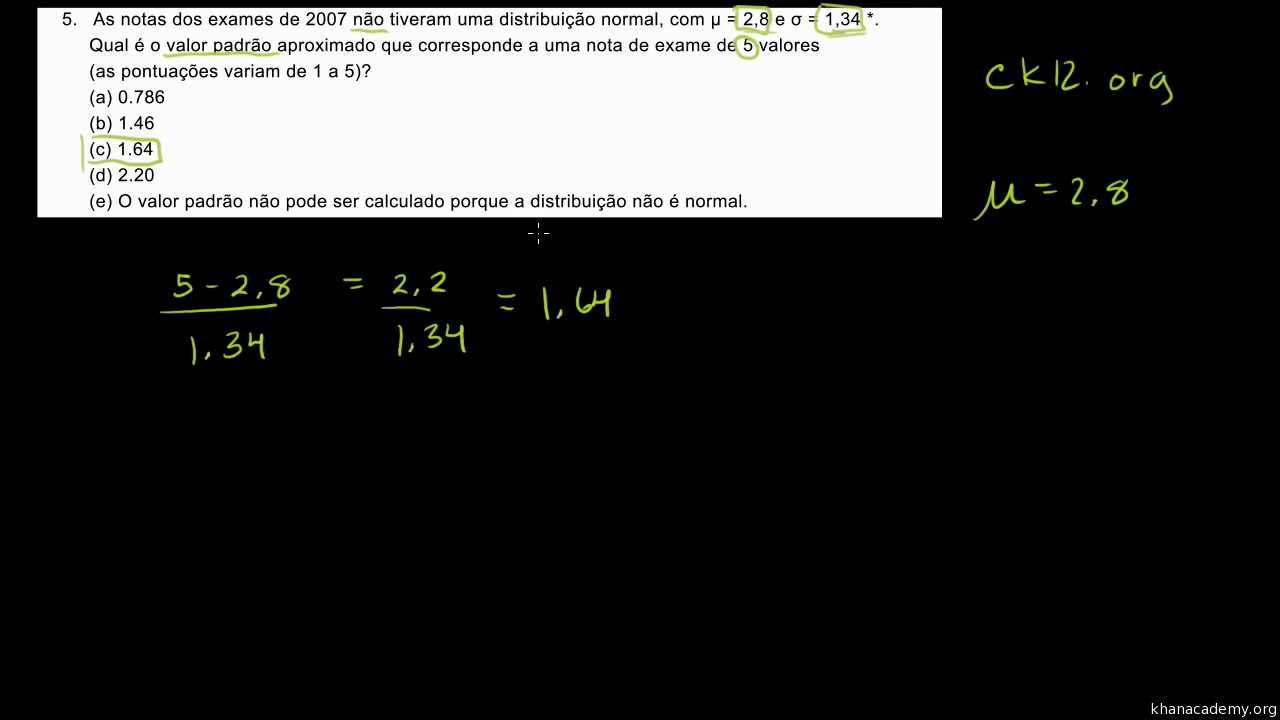 5. As notas dos exames de 2007 não tiveram uma distribuição normal, com μ = 2,8 e σ = 1,34 *.
Qual é o valor padrão aproximado que corresponde a uma nota de exame de 5 valores
(as pontuações variam de 1 a 5)?
(a) 0.786
(b) 1.46
(c) 1.64
(d) 2.20
(e) O valor padrão não pode ser calculado porque a distribuição não é normal.
ck12.org
μ = 2,8
5 - 2,8 = 2,2 = 1,64
1,34 1,34
khanacademy.org